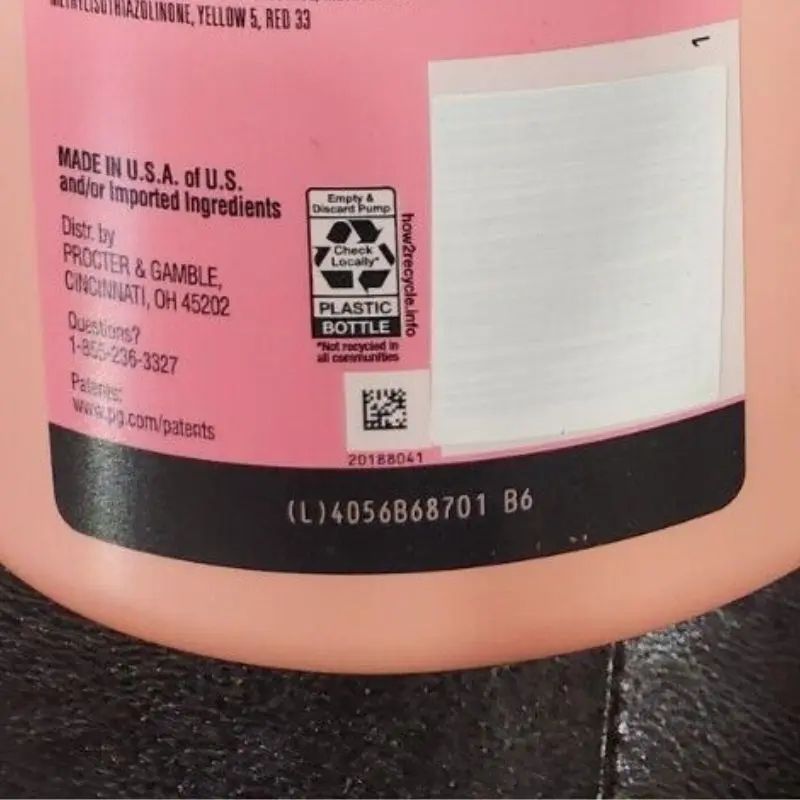 METHYLISOTHIAZOLINONE, YELLOW 5, RED 33
1
MADE IN U.S.A. of U.S.
and/or Imported Ingredients
Distr. by
PROCTER & GAMBLE,
CINCINNATI, OH 45202
Questions?
1-855-236-3327
Patents:
www.pg.com/patents
Empty &
Discard Pump
Check
Locally*
PLASTIC
BOTTLE
*Not recycled in
all communities
how2recycle.info
20188041
(L)4056B68701 B6